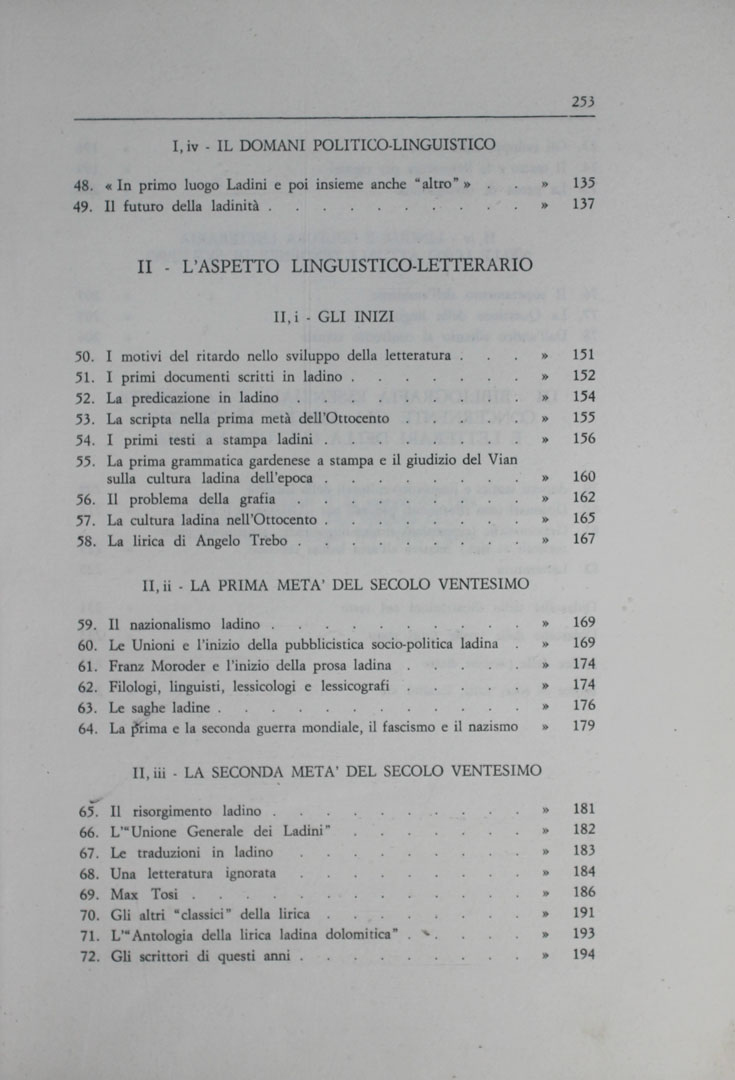 253
I, iv - IL DOMANI POLITICO-LINGUISTICO
48. « In primo luogo Ladini e poi insieme anche "altro" » . . » 135
49. Il futuro della ladinità . . . . . . . . . . » 137
II - L'ASPETTO LINGUISTICO-LETTERARIO
II, i - GLI INIZI
50. I motivi del ritardo nello sviluppo della letteratura . . . » 151
51. I primi documenti scritti in ladino . . . . . . . » 152
52. La predicazione in ladino . . . . . . . . . » 154
53. La scripta nella prima metà dell'Ottocento . . . . . » 155
54. I primi testi a stampa ladini . . . . . . . . » 156
55. La prima grammatica gardenese a stampa e il giudizio del Vian
sulla cultura ladina dell'epoca . . . . . . . . » 160
56. Il problema della grafia . . . . . . . . . » 162
57. La cultura ladina nell'Ottocento . . . . . . . . » 165
58. La lirica di Angelo Trebo . . . . . . . . . » 167
II, ii - LA PRIMA META' DEL SECOLO VENTESIMO
59. Il nazionalismo ladino . . . . . . . . . . » 169
60. Le Unioni e l'inizio della pubblicistica socio-politica ladina . » 169
61. Franz Moroder e l'inizio della prosa ladina . . . . . » 174
62. Filologi, linguisti, lessicologi e lessicografi . . . . . » 174
63. Le saghe ladine . . . . . . . . . . . . » 176
64. La prima e la seconda guerra mondiale, il fascismo e il nazismo » 179
II, iii - LA SECONDA META' DEL SECOLO VENTESIMO
65. Il risorgimento ladino . . . . . . . . . . » 181
66. L'"Unione Generale dei Ladini" . . . . . . . » 182
67. Le traduzioni in ladino . . . . . . . . . » 183
68. Una letteratura ignorata . . . . . . . . . » 184
69. Max Tosi . . . . . . . . . . . . . » 186
70. Gli altri "classici" della lirica . . . . . . . . » 191
71. L'"Antologia della lirica ladina dolomitica" . . . . . » 193
72. Gli scrittori di questi anni . . . . . . . . . » 194